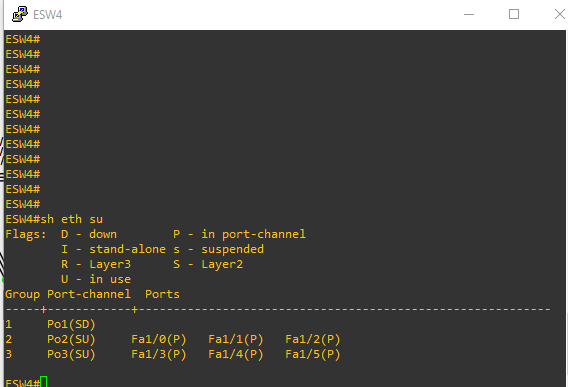 ESW4
ESW4#
ESW4#
ESW4#
ESW4#
ESW4#
ESW4#
ESW4#
ESW4#
ESW4#
ESW4#
ESW4#
ESW4#
ESW4#sh eth su
Flags:  D - down        P - in port-channel
        I - stand-alone s - suspended
        R - Layer3      S - Layer2
        U - in use
Group Port-channel  Ports
-----+------------+-----------------------------------------------------------
1     Po1(SD)
2     Po2(SU)     Fa1/0(P)   Fa1/1(P)   Fa1/2(P)
3     Po3(SU)     Fa1/3(P)   Fa1/4(P)   Fa1/5(P)
ESW4#